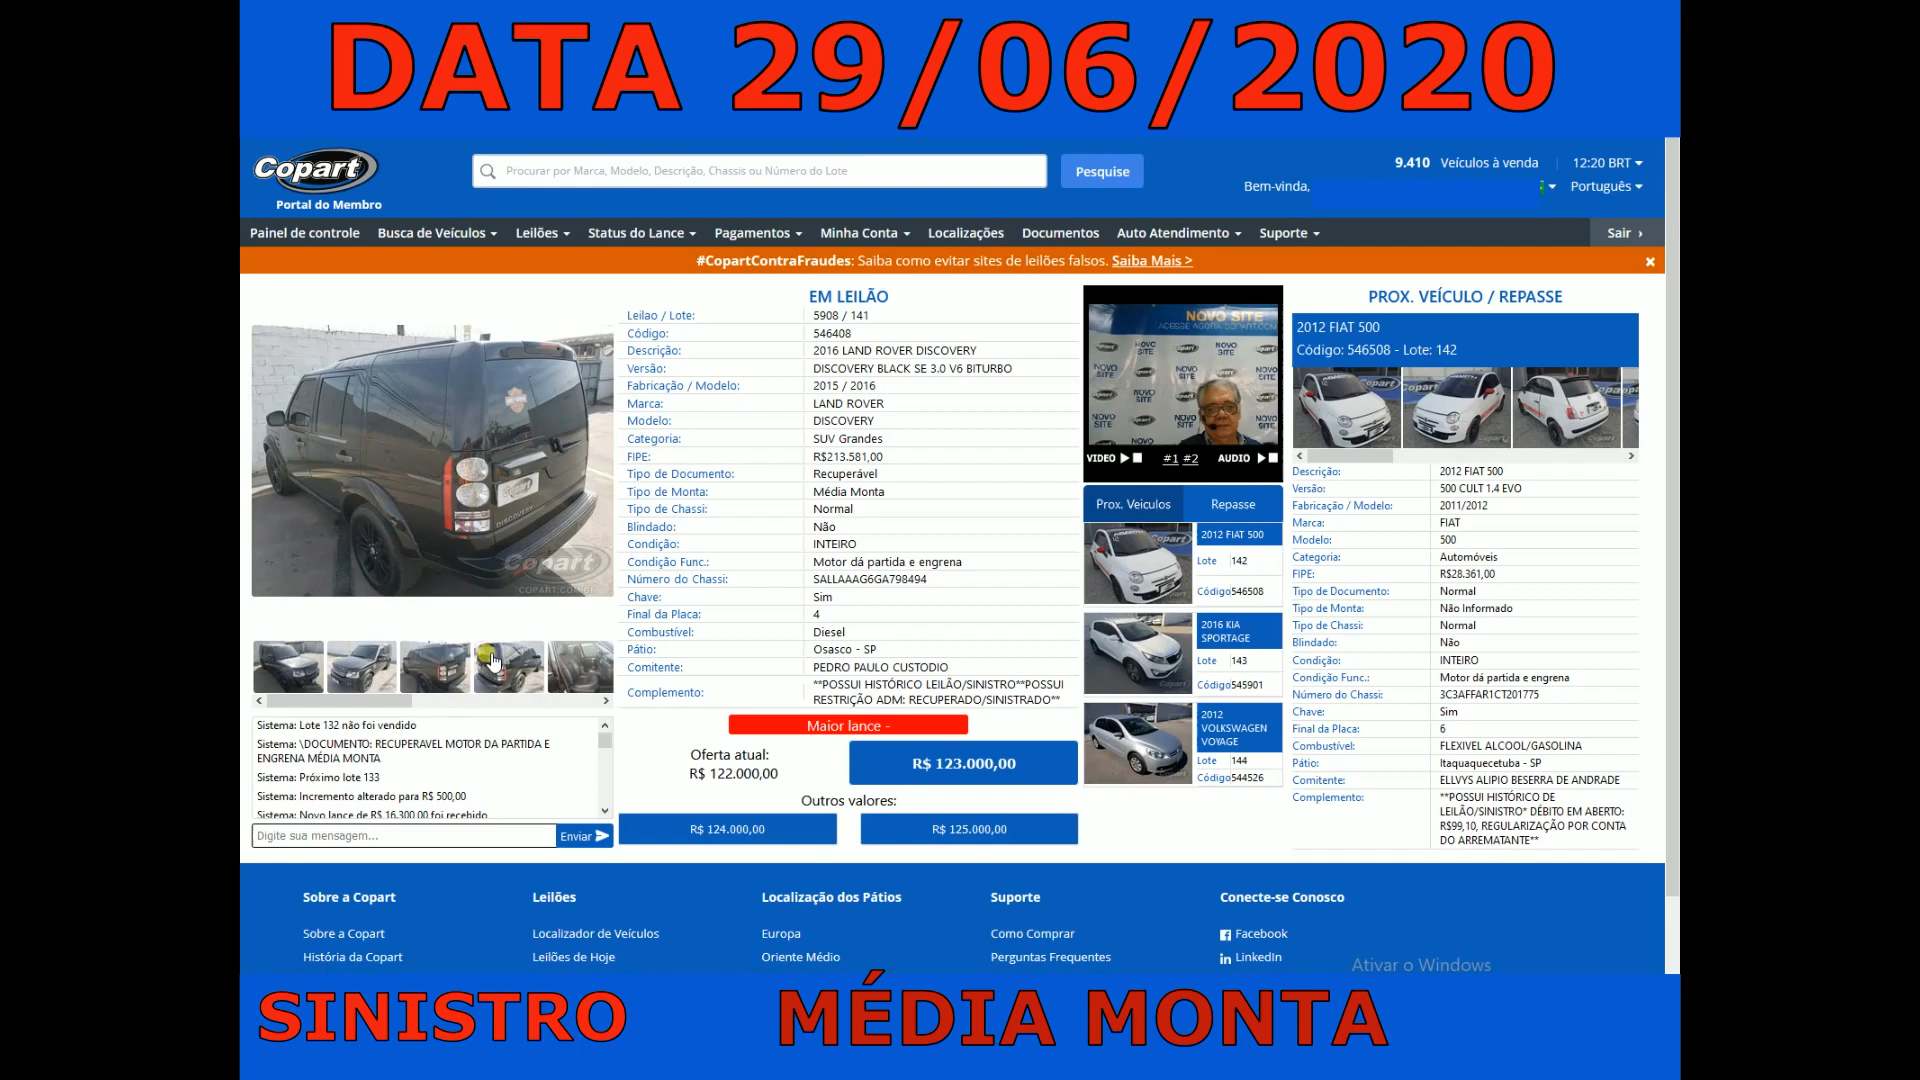 DATA 29/06/2020
Copart
Portal do Membro
Procurar por Marca, Modelo, Descrição, Chassis ou Número do Lote
Pesquise
9.410 Veículos à venda
12:20 BRT
Bem-vinda,
Português
Painel de controle
Busca de Veículos
Leilões
Status do Lance
Pagamentos
Minha Conta
Localizações
Documentos
Auto Atendimento
Suporte
Sair
#CopartContraFraudes: Saiba como evitar sites de leilões falsos. Saiba Mais >
EM LEILÃO
Leilao / Lote: 5908 / 141
Código: 546408
Descrição: 2016 LAND ROVER DISCOVERY
Versão: DISCOVERY BLACK SE 3.0 V6 BITURBO
Fabricação / Modelo: 2015 / 2016
Marca: LAND ROVER
Modelo: DISCOVERY
Categoria: SUV Grandes
FIPE: R$213.581,00
Tipo de Documento: Recuperável
Tipo de Monta: Média Monta
Tipo de Chassi: Normal
Blindado: Não
Condição: INTEIRO
Condição Func.: Motor dá partida e engrena
Número do Chassi: SALLAAAG6GA798494
Chave: Sim
Final da Placa: 4
Combustível: Diesel
Pátio: Osasco - SP
Comitente: PEDRO PAULO CUSTODIO
Complemento: **POSSUI HISTÓRICO LEILÃO/SINISTRO**POSSUI
RESTRIÇÃO ADM: RECUPERADO/SINISTRADO**
Maior lance -
Oferta atual:
R$ 122.000,00
R$ 123.000,00
Outros valores:
R$ 124.000,00
R$ 125.000,00
Sistema: Lote 132 não foi vendido
Sistema: \DOCUMENTO: RECUPERAVEL MOTOR DA PARTIDA E
ENGRENA MÉDIA MONTA
Sistema: Próximo lote 133
Sistema: Incremento alterado para R$ 500,00
Sistema: Novo lance de R$ 16.300,00 foi recebido
Digite sua mensagem...
Enviar
NOVO SITE
VIDEO
#1 #2
AUDIO
Prox. Veiculos
Repasse
2012 FIAT 500
Lote 142
Código 546508
2016 KIA
SPORTAGE
Lote 143
Código 545901
2012
VOLKSWAGEN
VOYAGE
Lote 144
Código 544526
PROX. VEÍCULO / REPASSE
2012 FIAT 500
Código: 546508 - Lote: 142
Descrição: 2012 FIAT 500
Versão: 500 CULT 1.4 EVO
Fabricação / Modelo: 2011/2012
Marca: FIAT
Modelo: 500
Categoria: Automóveis
FIPE: R$28.361,00
Tipo de Documento: Normal
Tipo de Monta: Não Informado
Tipo de Chassi: Normal
Blindado: Não
Condição: INTEIRO
Condição Func.: Motor dá partida e engrena
Número do Chassi: 3C3AFFAR1CT201775
Chave: Sim
Final da Placa: 6
Combustível: FLEXIVEL ALCOOL/GASOLINA
Pátio: Itaquaquecetuba - SP
Comitente: ELLVYS ALIPIO BESERRA DE ANDRADE
Complemento: **POSSUI HISTÓRICO DE
LEILÃO/SINISTRO* DÉBITO EM ABERTO:
R$99,10, REGULARIZAÇÃO POR CONTA
DO ARREMATANTE**
Sobre a Copart
Sobre a Copart
História da Copart
Leilões
Localizador de Veículos
Leilões de Hoje
Localização dos Pátios
Europa
Oriente Médio
Suporte
Como Comprar
Perguntas Frequentes
Conecte-se Conosco
Facebook
LinkedIn
Ativar o Windows
SINISTRO
MÉDIA MONTA